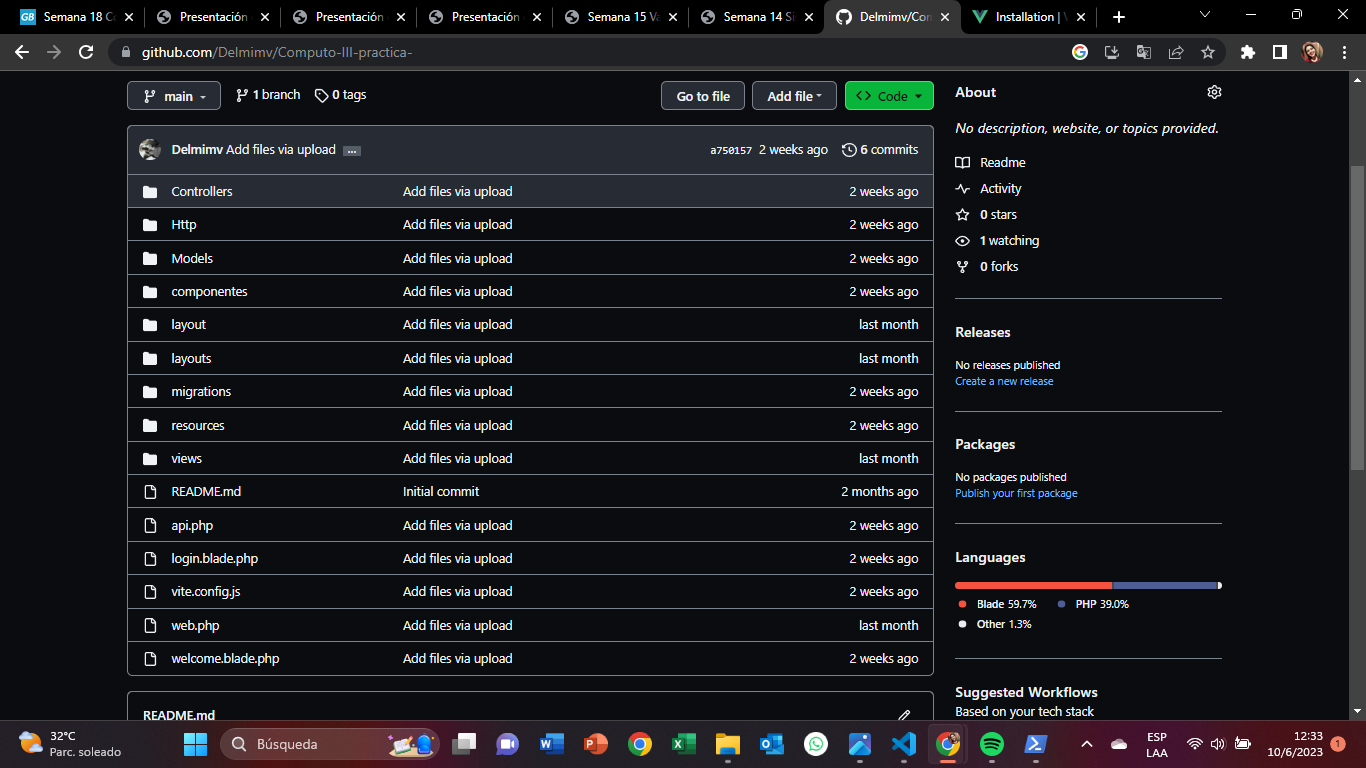 GB Semana 18 Co
Presentación
Presentación
Presentación
Semana 15 Va
Semana 14 Si
Delmimv/Com
Installation | V
github.com/Delmimv/Computo-III-practica-
main
1 branch
0 tags
Go to file
Add file
Code
Delmimv Add files via upload ...
a750157 2 weeks ago
6 commits
Controllers Add files via upload 2 weeks ago
Http Add files via upload 2 weeks ago
Models Add files via upload 2 weeks ago
componentes Add files via upload 2 weeks ago
layout Add files via upload last month
layouts Add files via upload last month
migrations Add files via upload 2 weeks ago
resources Add files via upload 2 weeks ago
views Add files via upload last month
README.md Initial commit 2 months ago
api.php Add files via upload 2 weeks ago
login.blade.php Add files via upload 2 weeks ago
vite.config.js Add files via upload 2 weeks ago
web.php Add files via upload last month
welcome.blade.php Add files via upload 2 weeks ago
README.md
About
No description, website, or topics provided.
Readme
Activity
0 stars
1 watching
0 forks
Releases
No releases published
Create a new release
Packages
No packages published
Publish your first package
Languages
Blade 59.7% PHP 39.0%
Other 1.3%
Suggested Workflows
Based on your tech stack
32°C
Parc. soleado
Búsqueda
ESP
LAA
12:33
10/6/2023
1